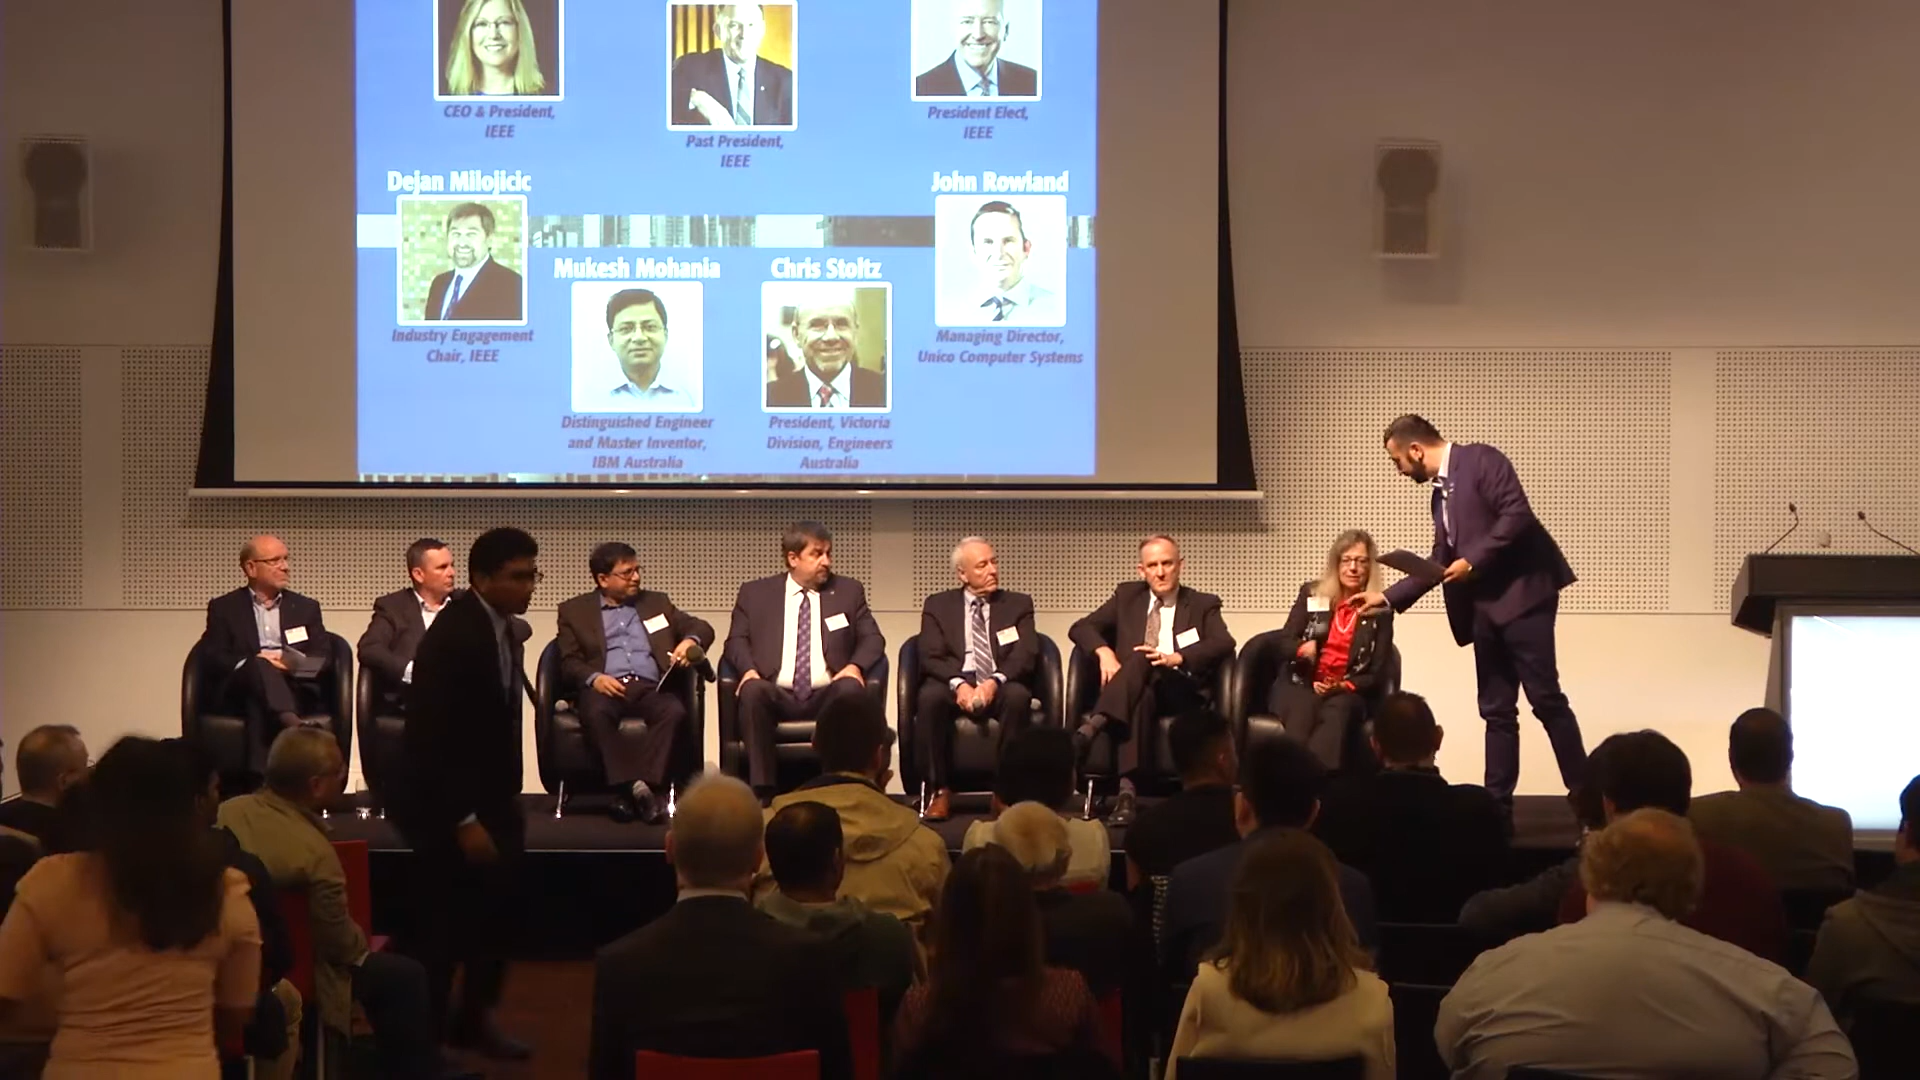 CEO & President,
IEEE
Past President,
IEEE
President Elect,
IEEE
Dejan Milojicic
Industry Engagement
Chair, IEEE
Mukesh Mohania
Distinguished Engineer
and Master Inventor,
IBM Australia
Chris Stoltz
President, Victoria
Division, Engineers
Australia
John Rowland
Managing Director,
Unico Computer Systems